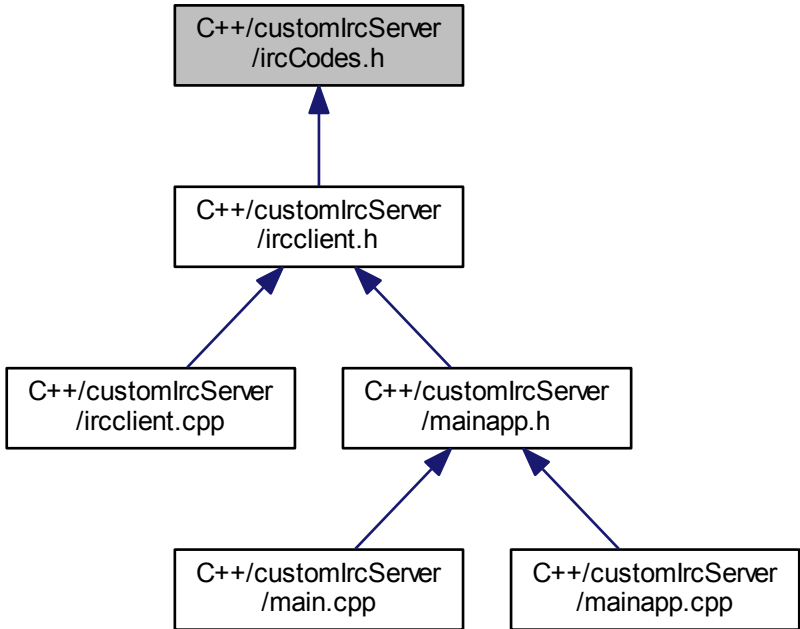 C++/customIrcServer
/ircCodes.h
C++/customIrcServer
/ircclient.h
C++/customIrcServer
/ircclient.cpp
C++/customIrcServer
/mainapp.h
C++/customIrcServer
/main.cpp
C++/customIrcServer
/mainapp.cpp